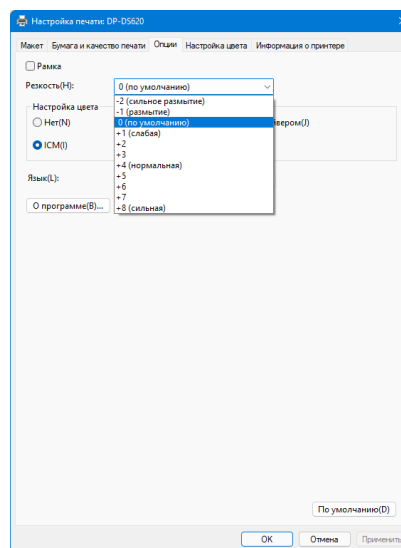 Настройка печати: DP-DS620
Макет Бумага и качество печати Опции Настройка цвета Информация о принтере
Рамка
Резкость(H): 0 (по умолчанию)
-2 (сильное размытие)
-1 (размытие)
0 (по умолчанию)
+1 (слабая)
+2
+3
+4 (нормальная)
+5
+6
+7
+8 (сильная)
Настройка цвета
Нет(N)
ICM(I)
Язык(L):
О программе(B)...
По умолчанию(D)
OK Отмена Применить